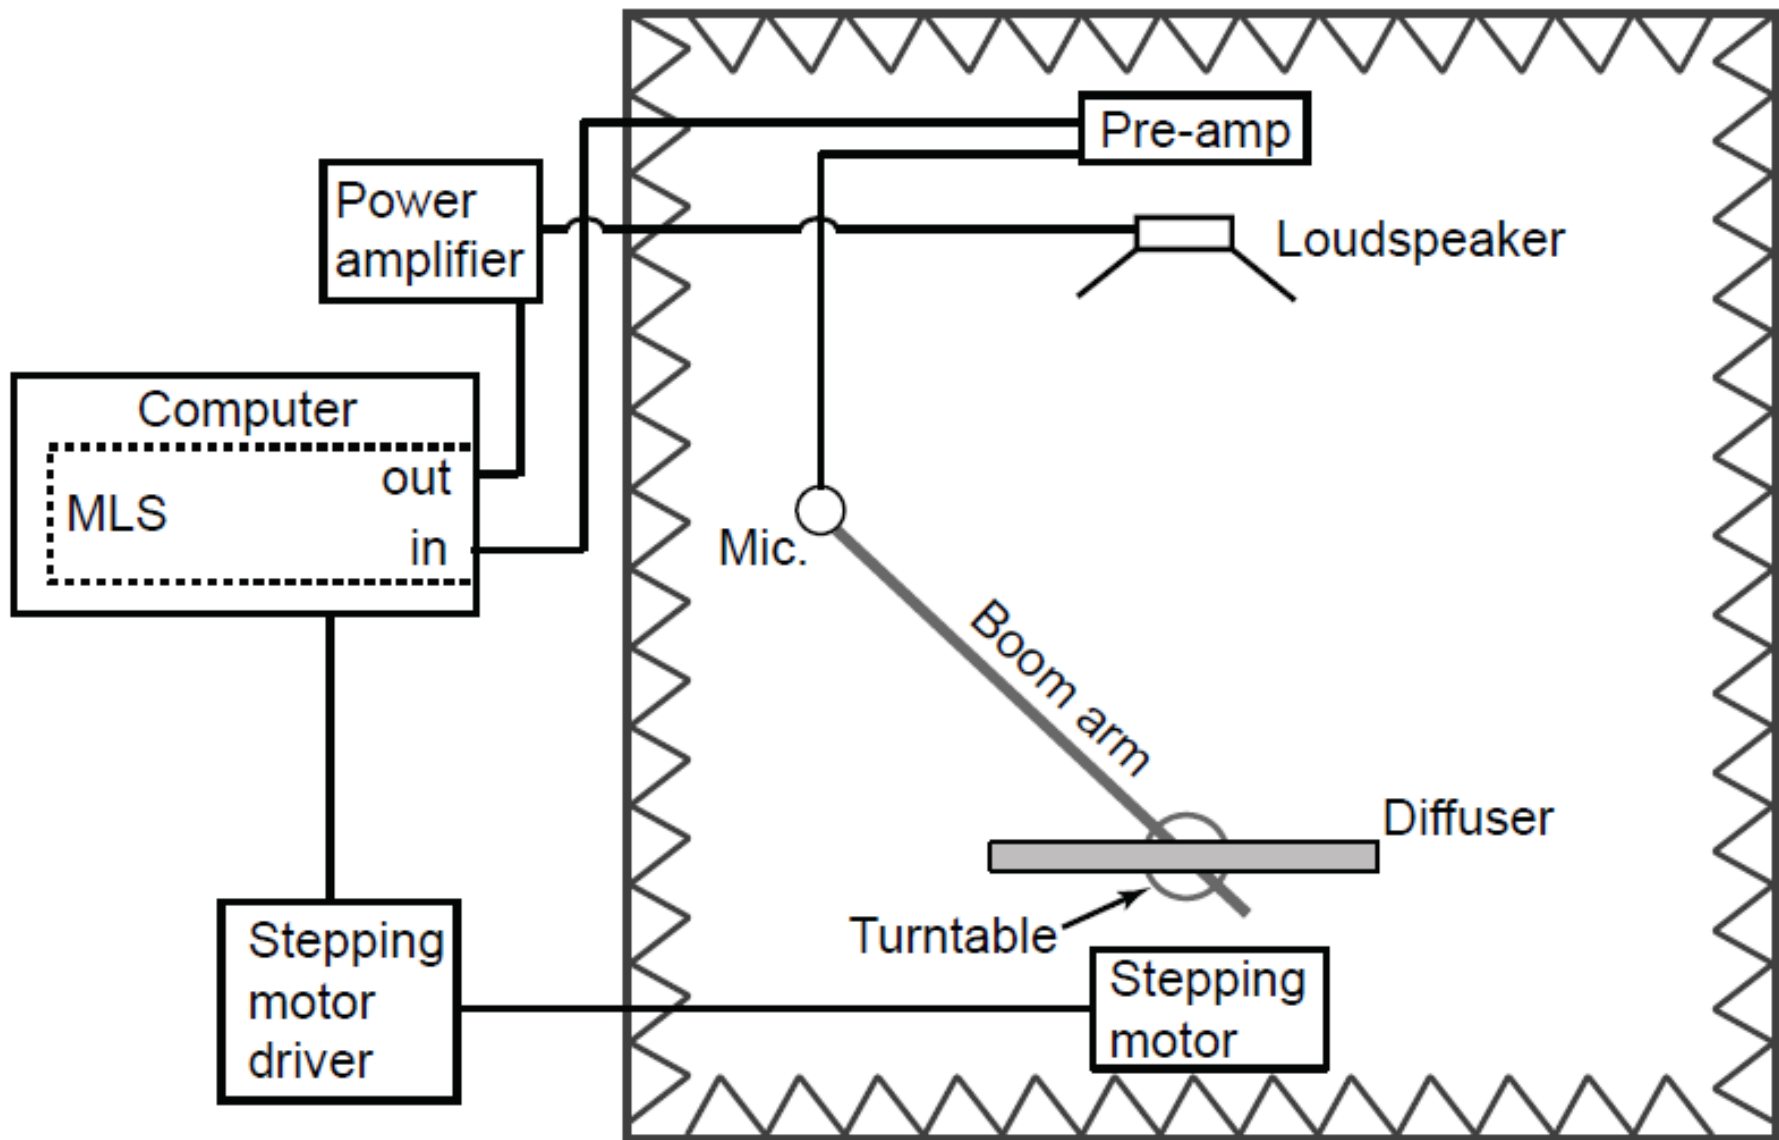 Pre-amp
Power
amplifier
Loudspeaker
Computer
out
MLS
in
Mic.
Boom arm
Diffuser
Turntable
Stepping
motor
driver
Stepping
motor